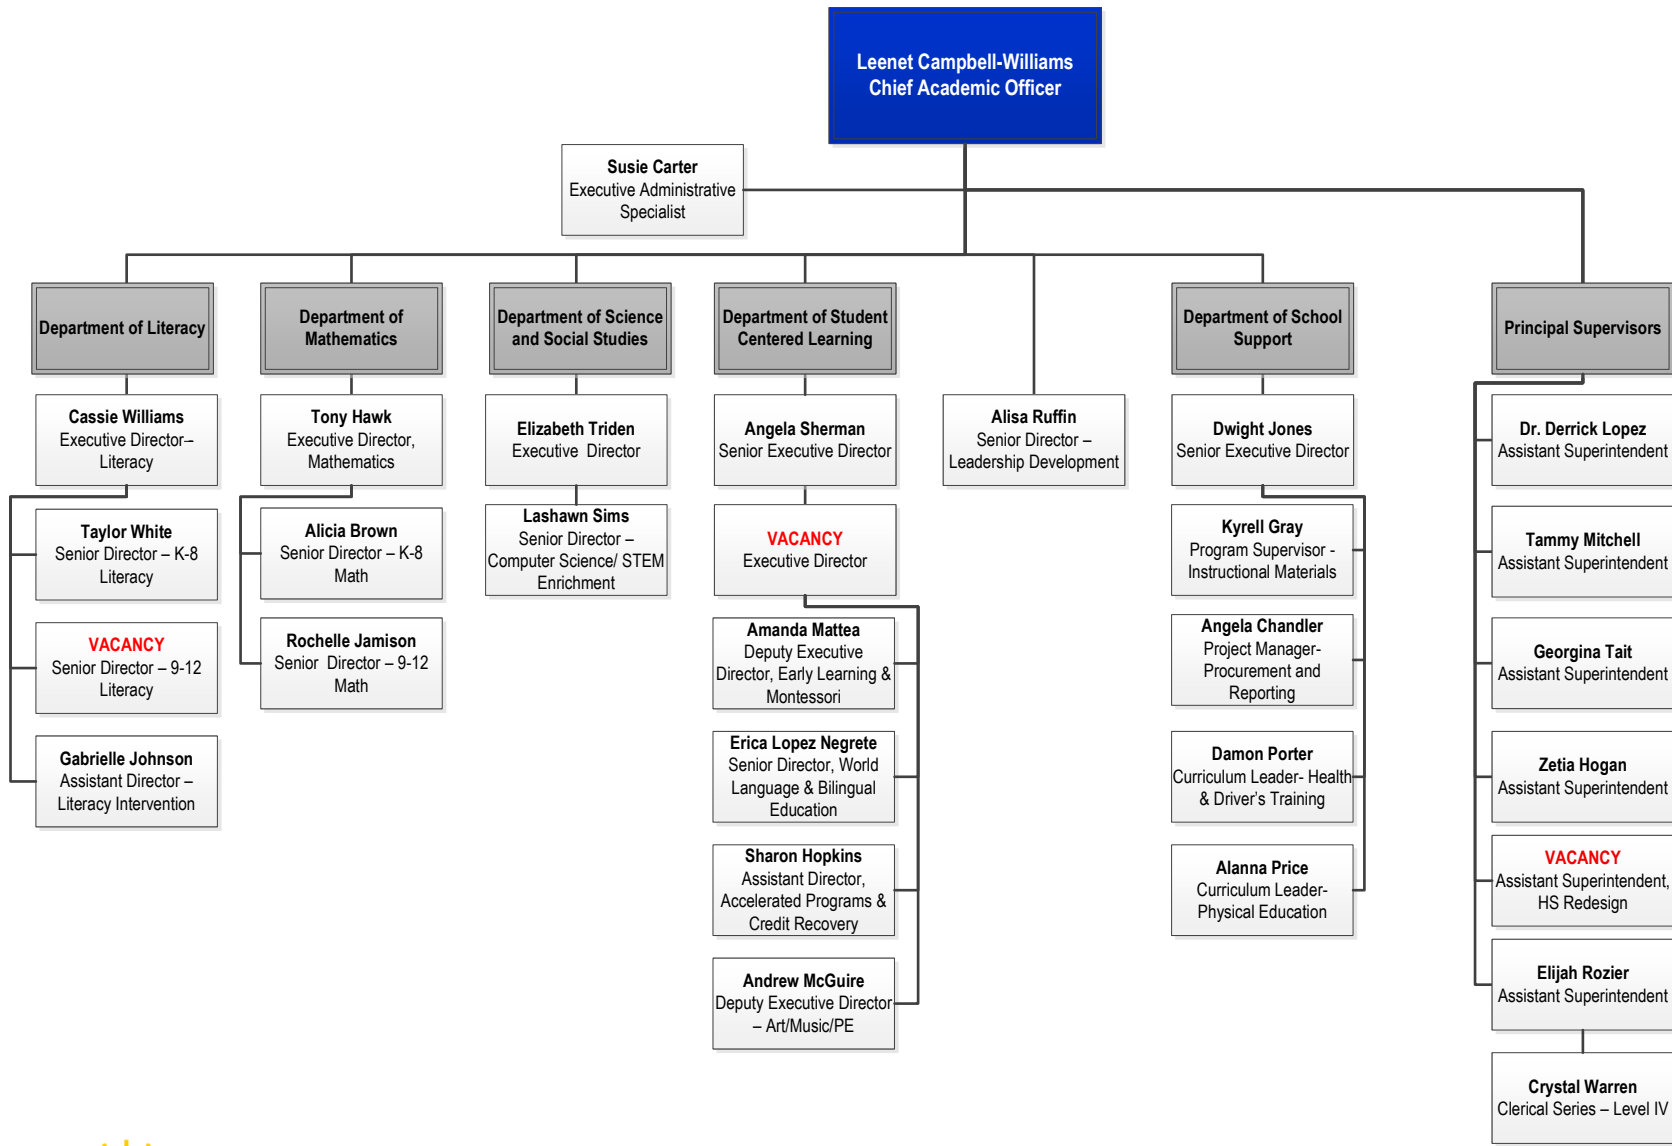 Leenet Campbell-Williams
Chief Academic Officer
Susie Carter
Executive Administrative
Specialist
Department of Literacy
Cassie Williams
Executive Director–
Literacy
Taylor White
Senior Director – K-8
Literacy
VACANCY
Senior Director – 9-12
Literacy
Gabrielle Johnson
Assistant Director –
Literacy Intervention
Department of
Mathematics
Tony Hawk
Executive Director,
Mathematics
Alicia Brown
Senior Director – K-8
Math
Rochelle Jamison
Senior Director – 9-12
Math
Department of Science
and Social Studies
Elizabeth Triden
Executive Director
Lashawn Sims
Senior Director –
Computer Science/ STEM
Enrichment
Department of Student
Centered Learning
Angela Sherman
Senior Executive Director
VACANCY
Executive Director
Amanda Mattea
Deputy Executive
Director, Early Learning &
Montessori
Erica Lopez Negrete
Senior Director, World
Language & Bilingual
Education
Sharon Hopkins
Assistant Director,
Accelerated Programs &
Credit Recovery
Andrew McGuire
Deputy Executive Director
– Art/Music/PE
Alisa Ruffin
Senior Director –
Leadership Development
Department of School
Support
Dwight Jones
Senior Executive Director
Kyrell Gray
Program Supervisor -
Instructional Materials
Angela Chandler
Project Manager-
Procurement and
Reporting
Damon Porter
Curriculum Leader- Health
& Driver’s Training
Alanna Price
Curriculum Leader-
Physical Education
Principal Supervisors
Dr. Derrick Lopez
Assistant Superintendent
Tammy Mitchell
Assistant Superintendent
Georgina Tait
Assistant Superintendent
Zetia Hogan
Assistant Superintendent
VACANCY
Assistant Superintendent,
HS Redesign
Elijah Rozier
Assistant Superintendent
Crystal Warren
Clerical Series – Level IV